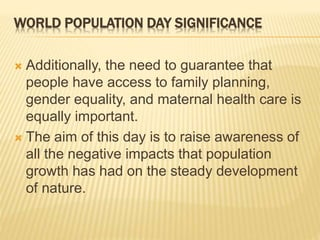 WORLD POPULATION DAY SIGNIFICANCE
Additionally, the need to guarantee that
people have access to family planning,
gender equality, and maternal health care is
equally important.
The aim of this day is to raise awareness of
all the negative impacts that population
growth has had on the steady development
of nature.